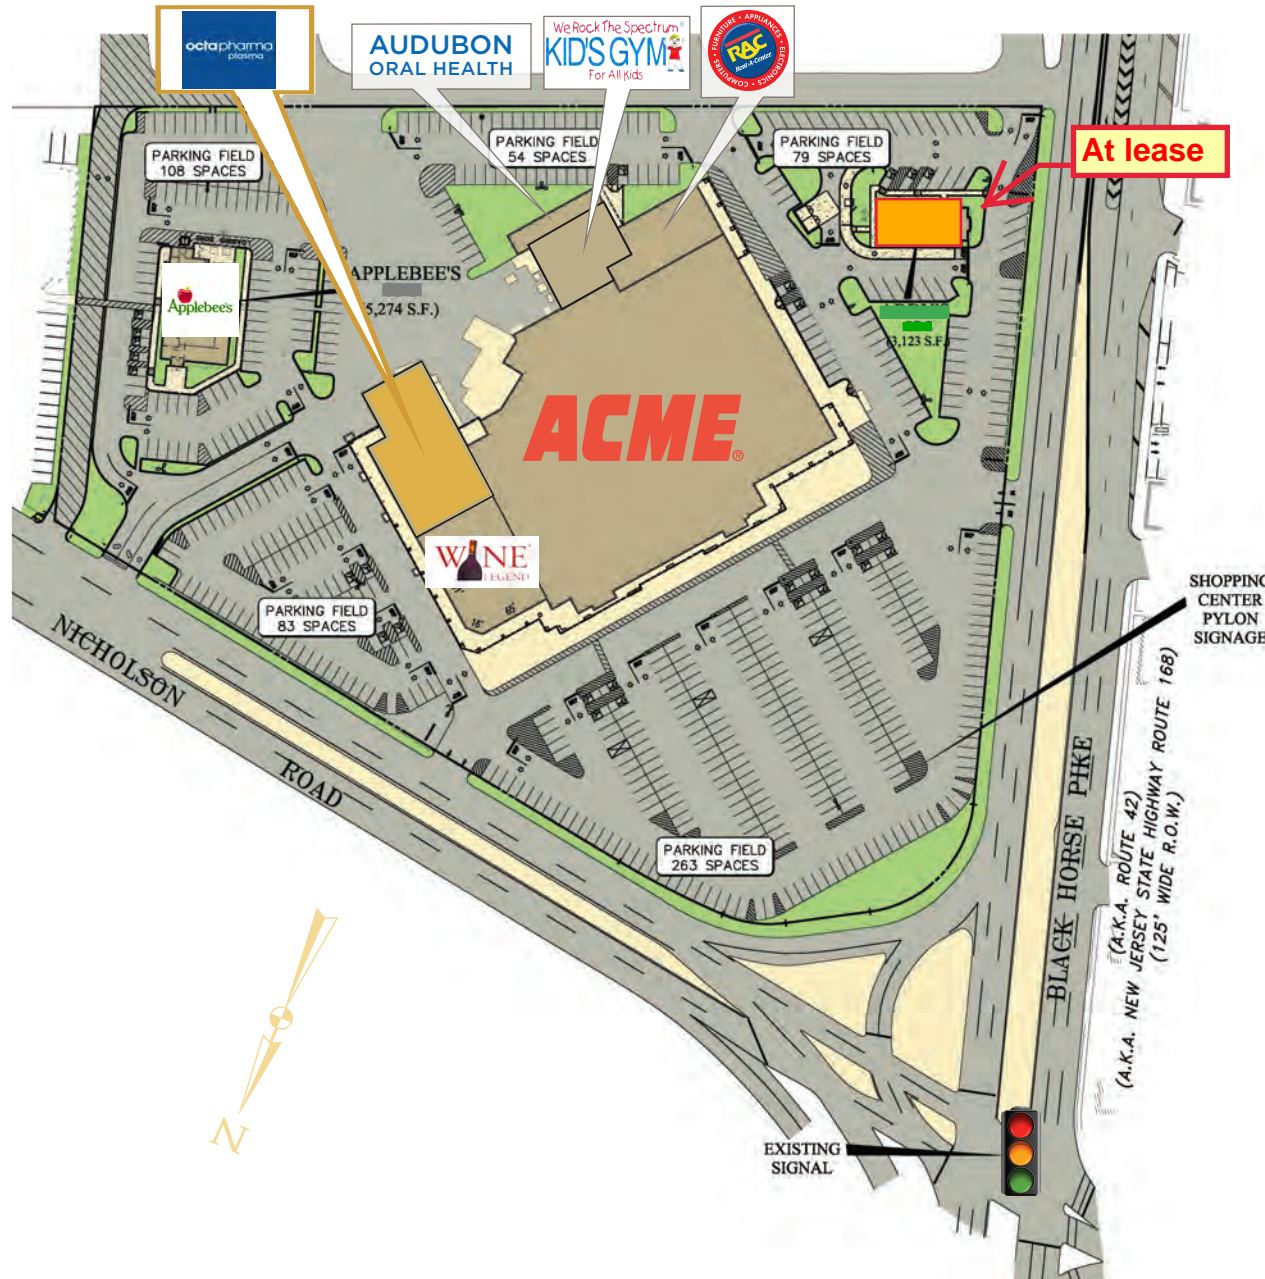 octapharma
plasma
AUDUBON
ORAL HEALTH
We Rock The Spectrum
KID'S GYM
For All Kids
FURNITURE • APPLIANCES • ELECTRONICS • COMPUTERS
RAC
Rent-A-Center
At lease
PARKING FIELD
108 SPACES
PARKING FIELD
54 SPACES
PARKING FIELD
79 SPACES
APPLEBEE'S
5,274 S.F.)
Applebee's
(3,123 S.F.)
ACME®
WINE
LEGEND
65'
18"
PARKING FIELD
83 SPACES
SHOPPING
CENTER
PYLON
SIGNAGE
NICHOLSON ROAD
PARKING FIELD
263 SPACES
BLACK HORSE PIKE
(A.K.A. ROUTE 42)
(A.K.A. NEW JERSEY STATE HIGHWAY ROUTE 168)
(125' WIDE R.O.W.)
N
EXISTING
SIGNAL